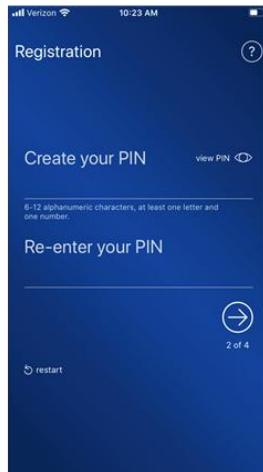 Verizon 10:23 AM
Registration ?
Create your PIN view PIN
6-12 alphanumeric characters, at least one letter and
one number.
Re-enter your PIN
2 of 4
restart